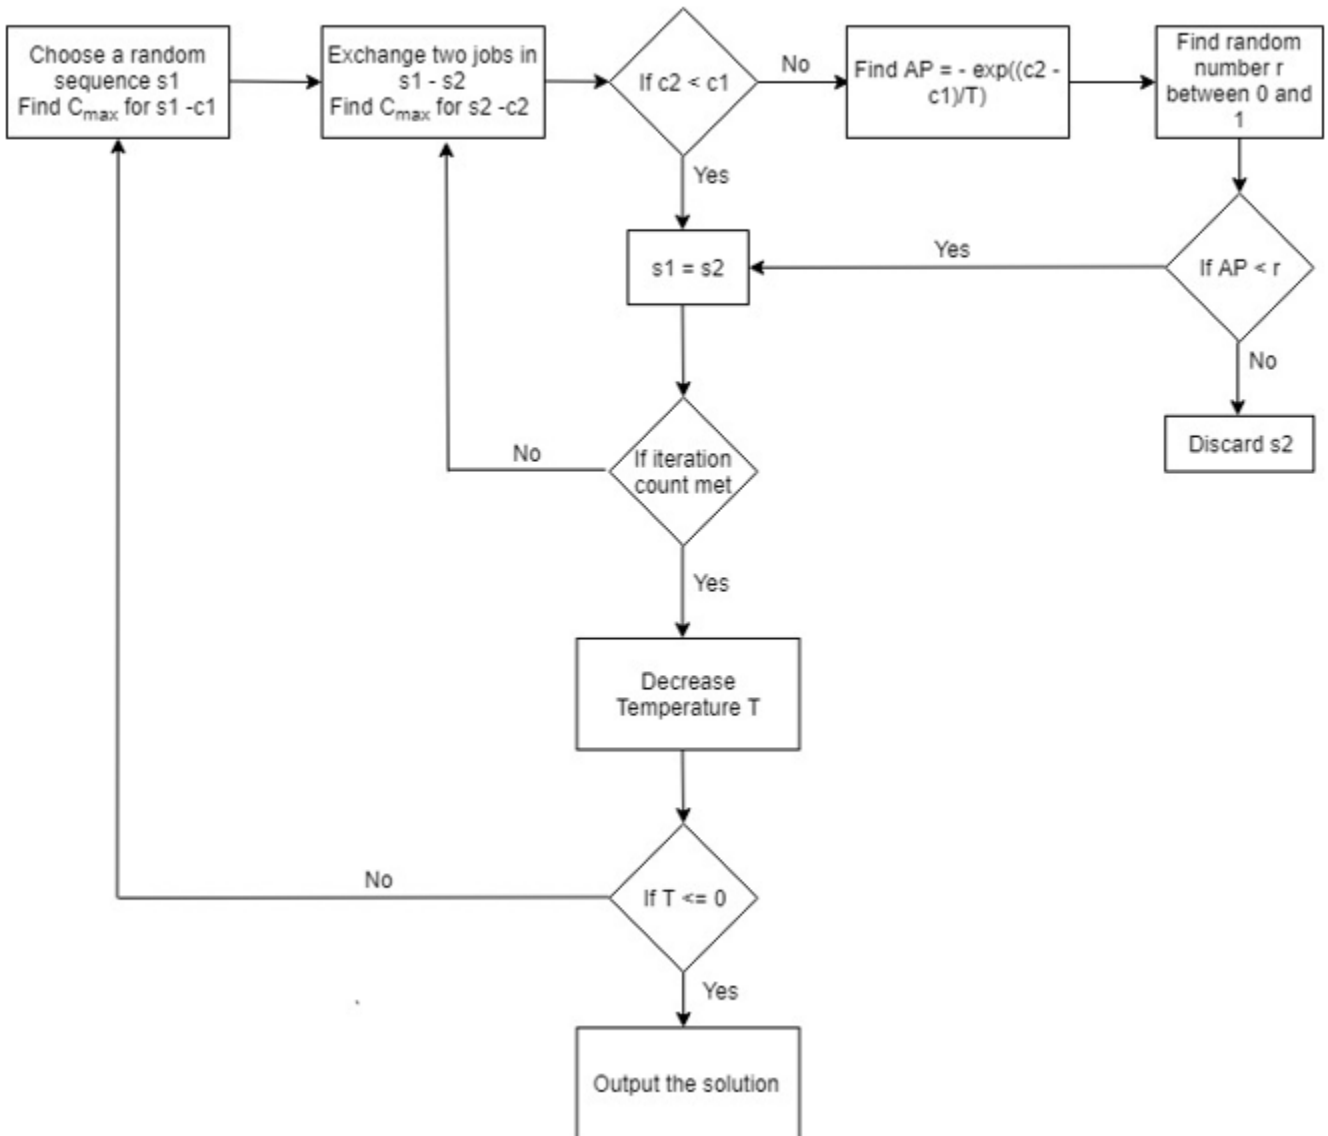 Choose a random
sequence s1
Find Cmax for s1 -c1
Exchange two jobs in
s1 - s2
Find Cmax for s2 -c2
If c2 < c1
No
Find AP = - exp((c2 -
c1)/T)
Find random
number r
between 0 and
1
Yes
s1 = s2
Yes
If AP < r
No
Discard s2
No
If iteration
count met
Yes
Decrease
Temperature T
No
If T <= 0
Yes
Output the solution